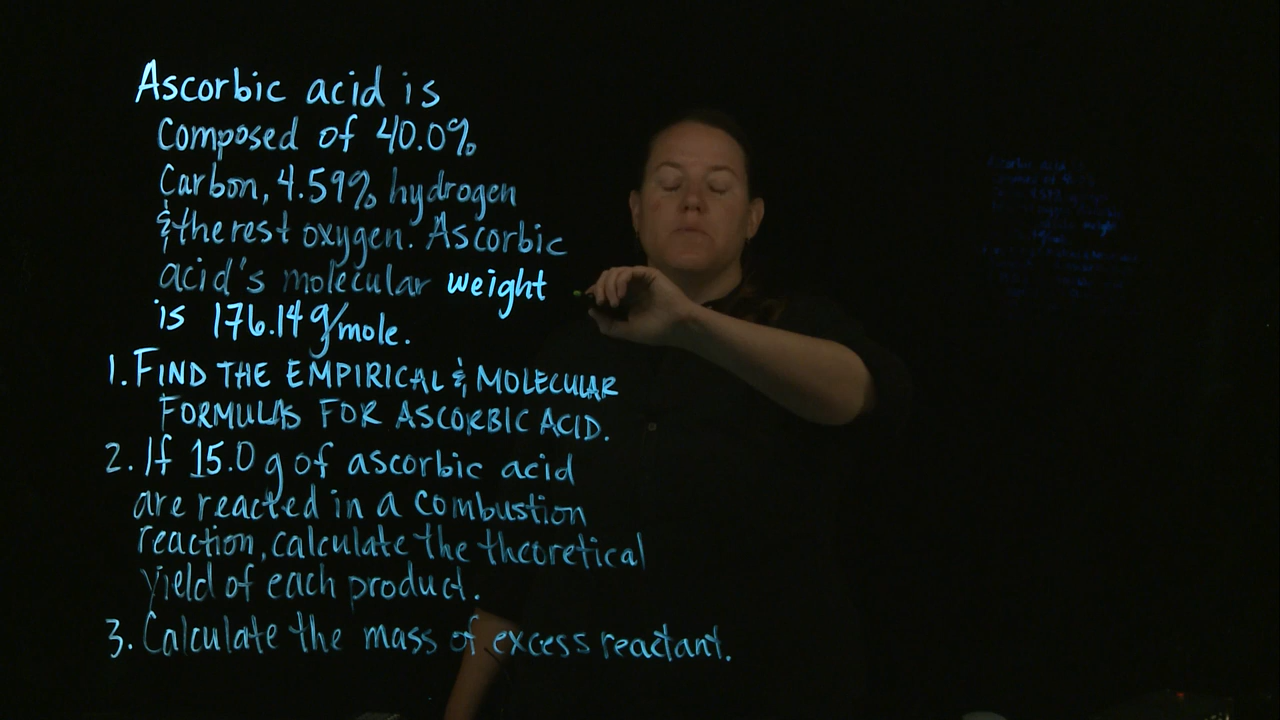 Ascorbic acid is
Composed of 40.0%
Carbon, 4.59% hydrogen
& the rest oxygen. Ascorbic
acid's molecular weight
is 176.14 g/mole.
1. FIND THE EMPIRICAL & MOLECULAR
FORMULAS FOR ASCORBIC ACID.
2. If 15.0 g of ascorbic acid
are reacted in a combustion
reaction, calculate the theoretical
yield of each product.
3. Calculate the mass of excess reactant.